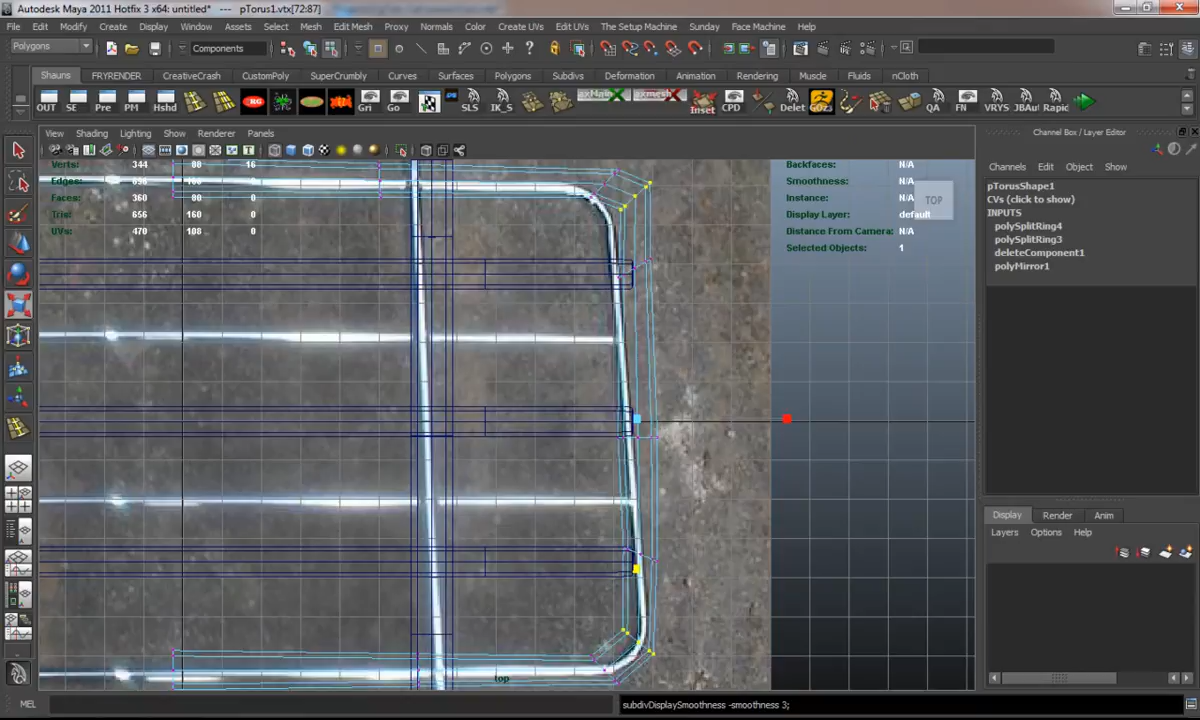 Autodesk Maya 2011 Hotfix 3 x64: untitled* --- pTorus1.vtx[72:87]
File Edit Modify Create Display Window Assets Select Mesh Edit Mesh Proxy Normals Color Create UVs Edit UVs The Setup Machine Sunday Face Machine Help
Polygons Components
Shauns FRYRENDER CreativeCrash CustomPoly SuperCrumbly Curves Surfaces Polygons Subdivs Deformation Animation Rendering Muscle Fluids nCloth
OUT SE Pre PM Hshd Gri Go SLS IK_S Inset CPD Delet GOz3 QA FN VRYS JBAut Rapid
View Shading Lighting Show Renderer Panels
Channel Box / Layer Editor
Verts: 344 80 16
Edges:
Faces: 360 80 0
Tris: 656 160 0
UVs: 470 108 0
Backfaces: N/A
Smoothness: N/A
Instance: N/A
Display Layer: default
Distance From Camera: N/A
Selected Objects: 1
TOP
Channels Edit Object Show
pTorusShape1
CVs (click to show)
INPUTS
polySplitRing4
polySplitRing3
deleteComponent1
polyMirror1
Display Render Anim
Layers Options Help
top
MEL subdivDisplaySmoothness -smoothness 3;